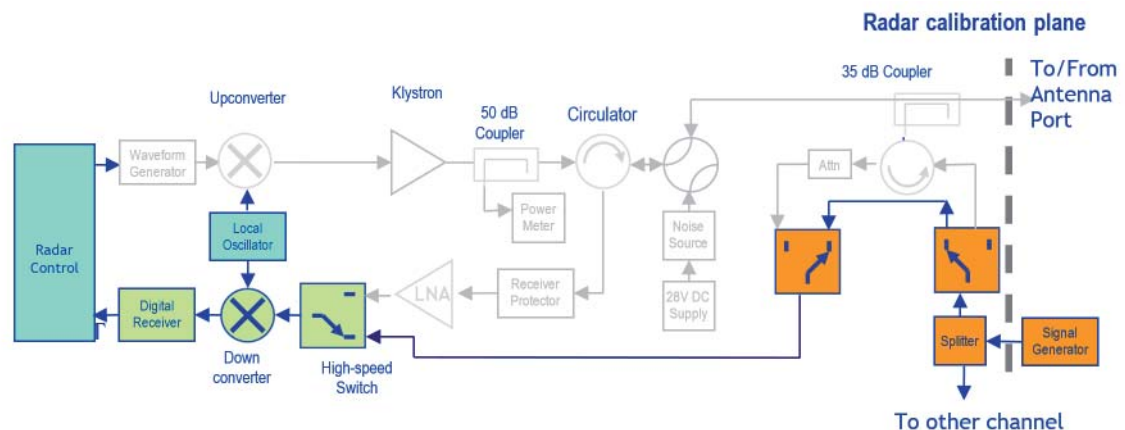 Radar calibration plane
To/From
Antenna
Port
35 dB Coupler
Klystron
Upconverter
50 dB
Coupler
Circulator
Waveform
Generator
Attn
Power
Meter
Noise
Source
Local
Oscillator
Radar
Control
LNA
Receiver
Protector
28V DC
Supply
Digital
Receiver
Splitter
Signal
Generator
Down
converter
High-speed
Switch
To other channel